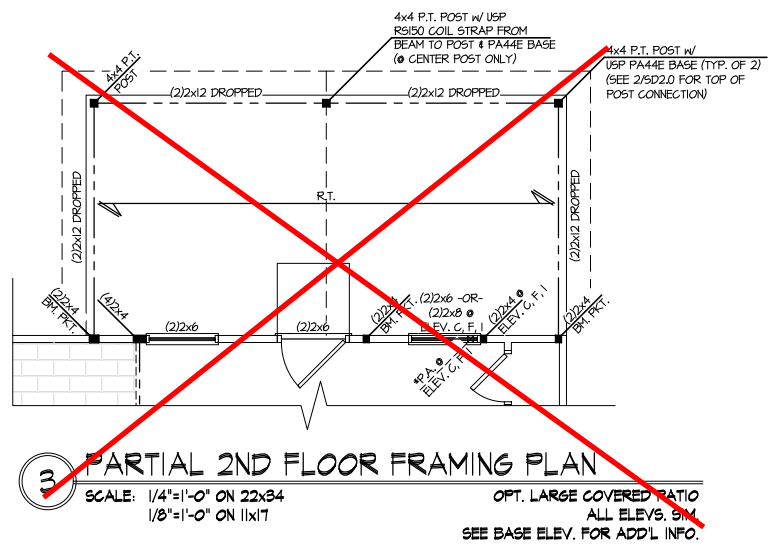 4x4 P.T. POST W/ USP
RS150 COIL STRAP FROM
BEAM TO POST & PA44E BASE
(@ CENTER POST ONLY)
4x4 P.T. POST W/
USP PA44E BASE (TYP. OF 2)
(SEE 2/SD2.0 FOR TOP OF
POST CONNECTION)
4x4 P.T.
POST
(2)2x12 DROPPED
(2)2x12 DROPPED
(2)2x12 DROPPED
(2)2x12 DROPPED
R.T.
(2)2x4
BM. PKT.
(4)2x4
(2)2x6
(2)2x6
(2)2x4
BM. PKT.
(2)2x6 -OR-
(2)2x8 @
ELEV. C, F, I
(2)2x4 @
ELEV. C, F, I
(2)2x4
BM. PKT.
*P.A. @
ELEV. C, F, I
3
PARTIAL 2ND FLOOR FRAMING PLAN
SCALE: 1/4"=1'-0" ON 22x34
1/8"=1'-0" ON 11x17
OPT. LARGE COVERED PATIO
ALL ELEVS. SIM.
SEE BASE ELEV. FOR ADD'L INFO.